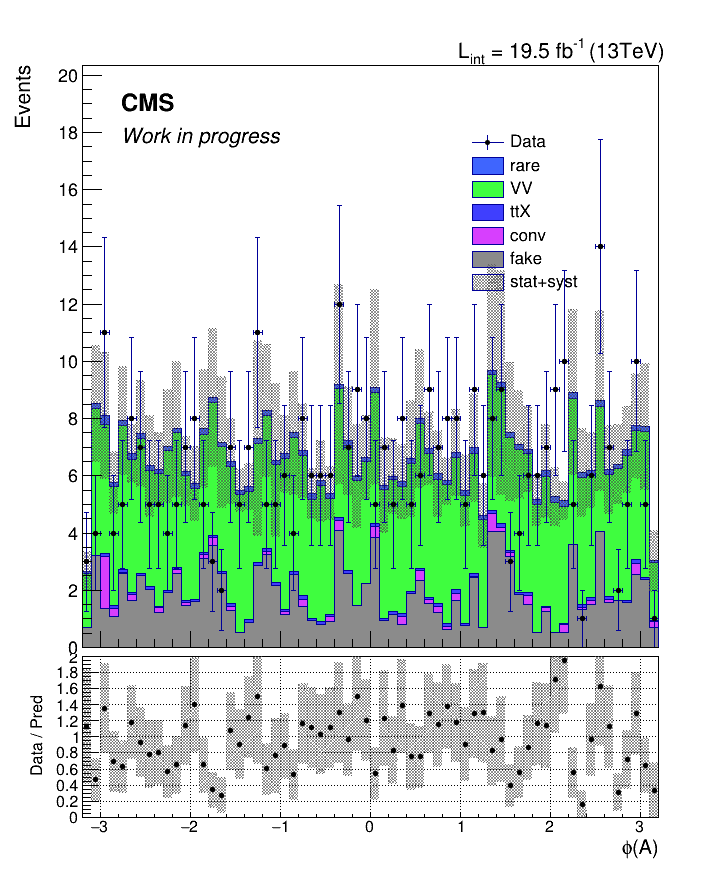 L_int = 19.5 fb^-1 (13TeV)
Events
20
18
16
14
12
10
8
6
4
2
0
CMS
Work in progress
Data
rare
VV
ttX
conv
fake
stat+syst
Data / Pred
2
1.8
1.6
1.4
1.2
1
0.8
0.6
0.4
0.2
0
−3 −2 −1 0 1 2 3
ϕ(A)